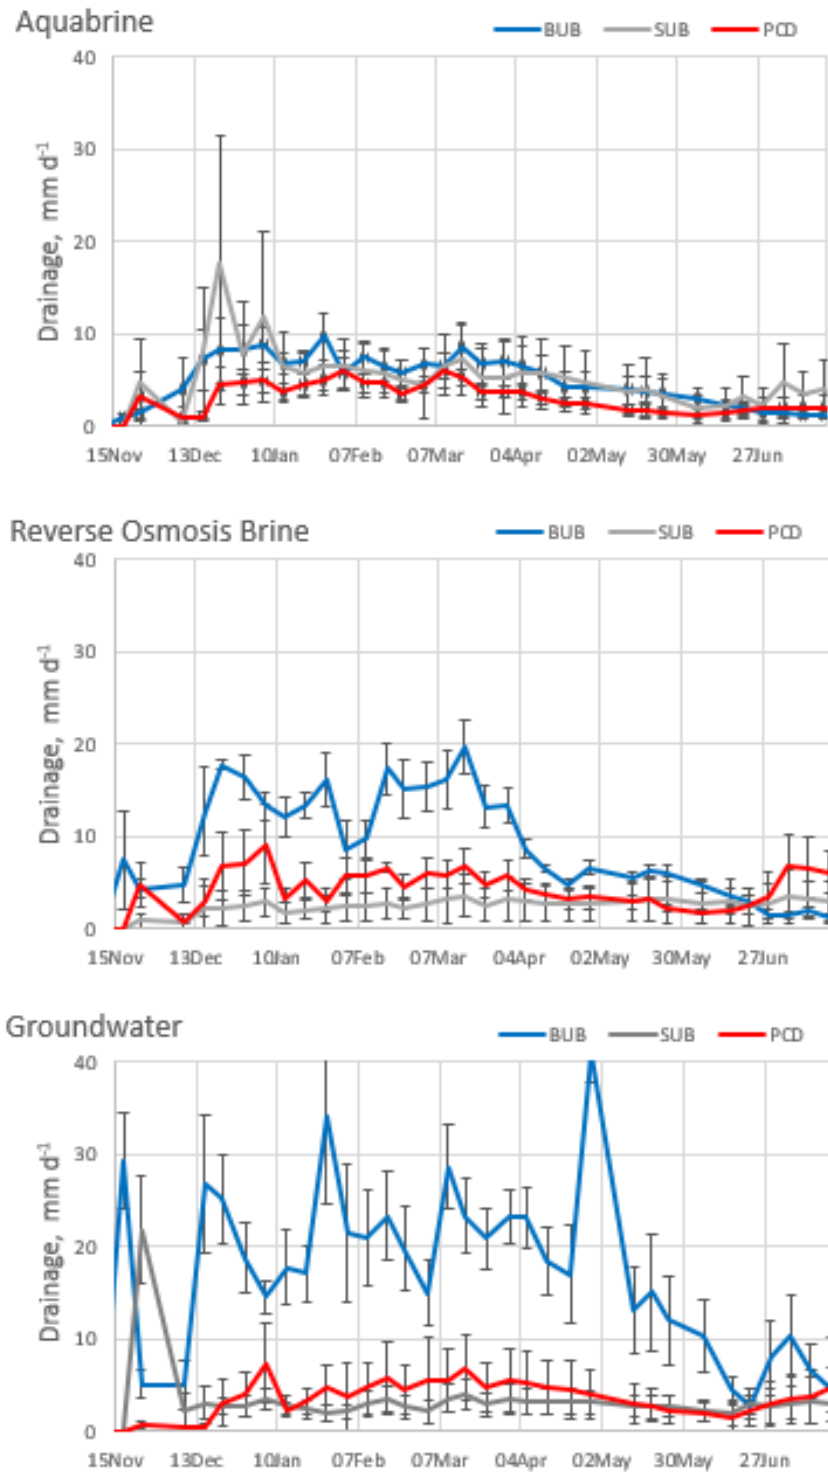 Aquabrine
BUB SUB PCD
Drainage, mm d⁻¹
40
30
20
10
0
15Nov 13Dec 10Jan 07Feb 07Mar 04Apr 02May 30May 27Jun
Reverse Osmosis Brine
BUB SUB PCD
Drainage, mm d⁻¹
40
30
20
10
0
15Nov 13Dec 10Jan 07Feb 07Mar 04Apr 02May 30May 27Jun
Groundwater
BUB SUB PCD
Drainage, mm d⁻¹
40
30
20
10
0
15Nov 13Dec 10Jan 07Feb 07Mar 04Apr 02May 30May 27Jun